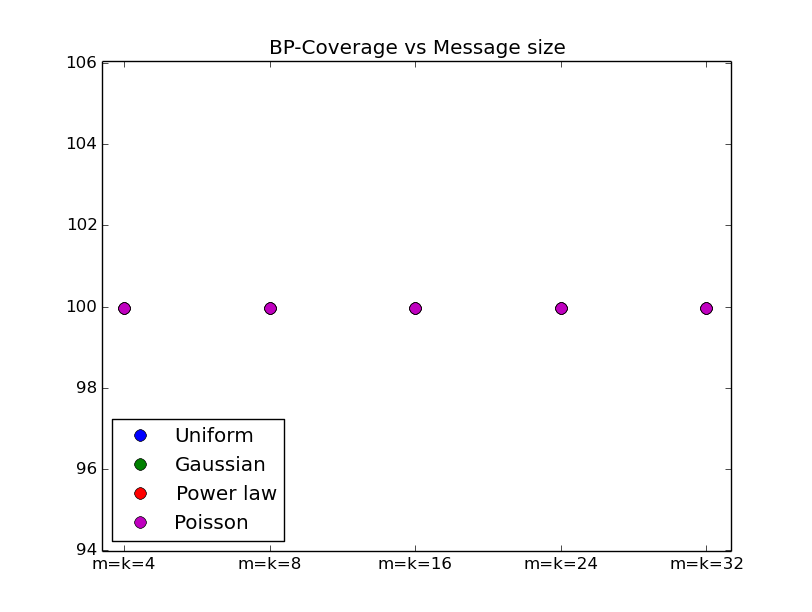 BP-Coverage vs Message size
106
104
102
100
98
96
94
Uniform
Gaussian
Power law
Poisson
m=k=4 m=k=8 m=k=16 m=k=24 m=k=32